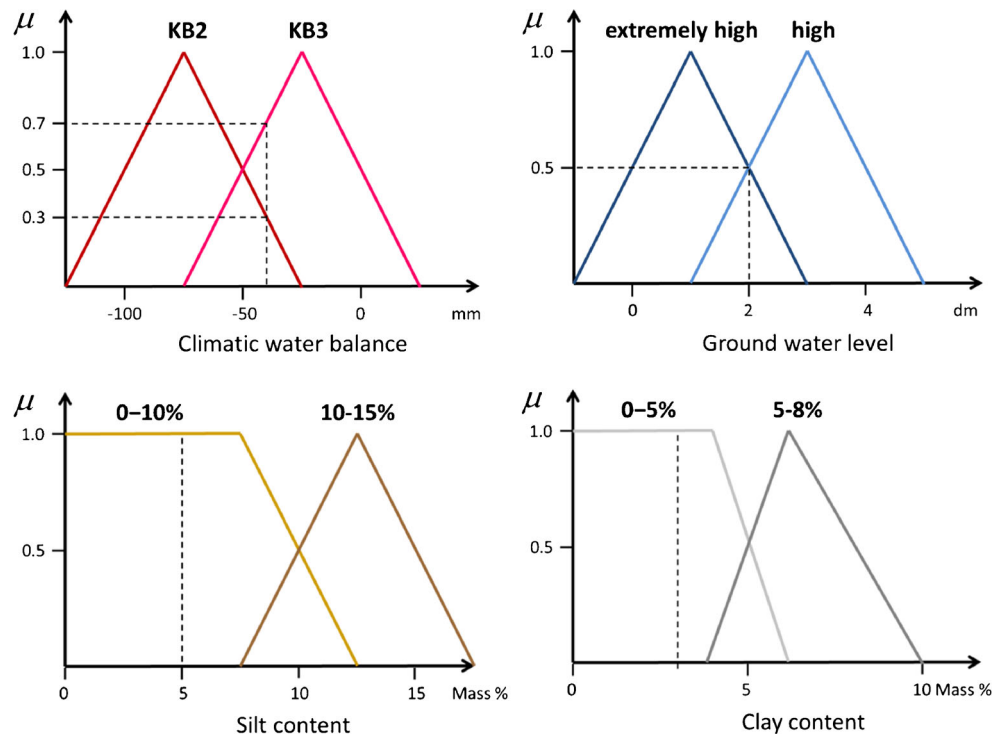 μ
KB2 KB3
1.0
0.7
0.5
0.3
-100 -50 0 mm
Climatic water balance
μ
extremely high high
1.0
0.5
0 2 4 dm
Ground water level
μ
0–10% 10-15%
1.0
0.5
0 5 10 15 Mass %
Silt content
μ
0–5% 5-8%
1.0
0.5
0 5 10 Mass %
Clay content